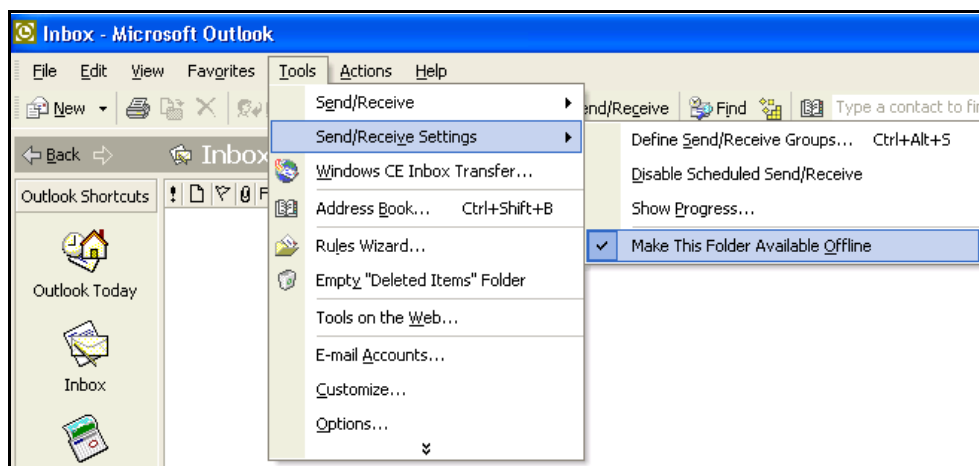 Inbox - Microsoft Outlook
File Edit View Favorites Tools Actions Help
New Find Type a contact to
Back Inbox
Outlook Shortcuts
Outlook Today
Inbox
Send/Receive
Send/Receive Settings
Windows CE Inbox Transfer...
Address Book... Ctrl+Shift+B
Rules Wizard...
Empty "Deleted Items" Folder
Tools on the Web...
E-mail Accounts...
Customize...
Options...
Define Send/Receive Groups... Ctrl+Alt+S
Disable Scheduled Send/Receive
Show Progress...
Make This Folder Available Offline